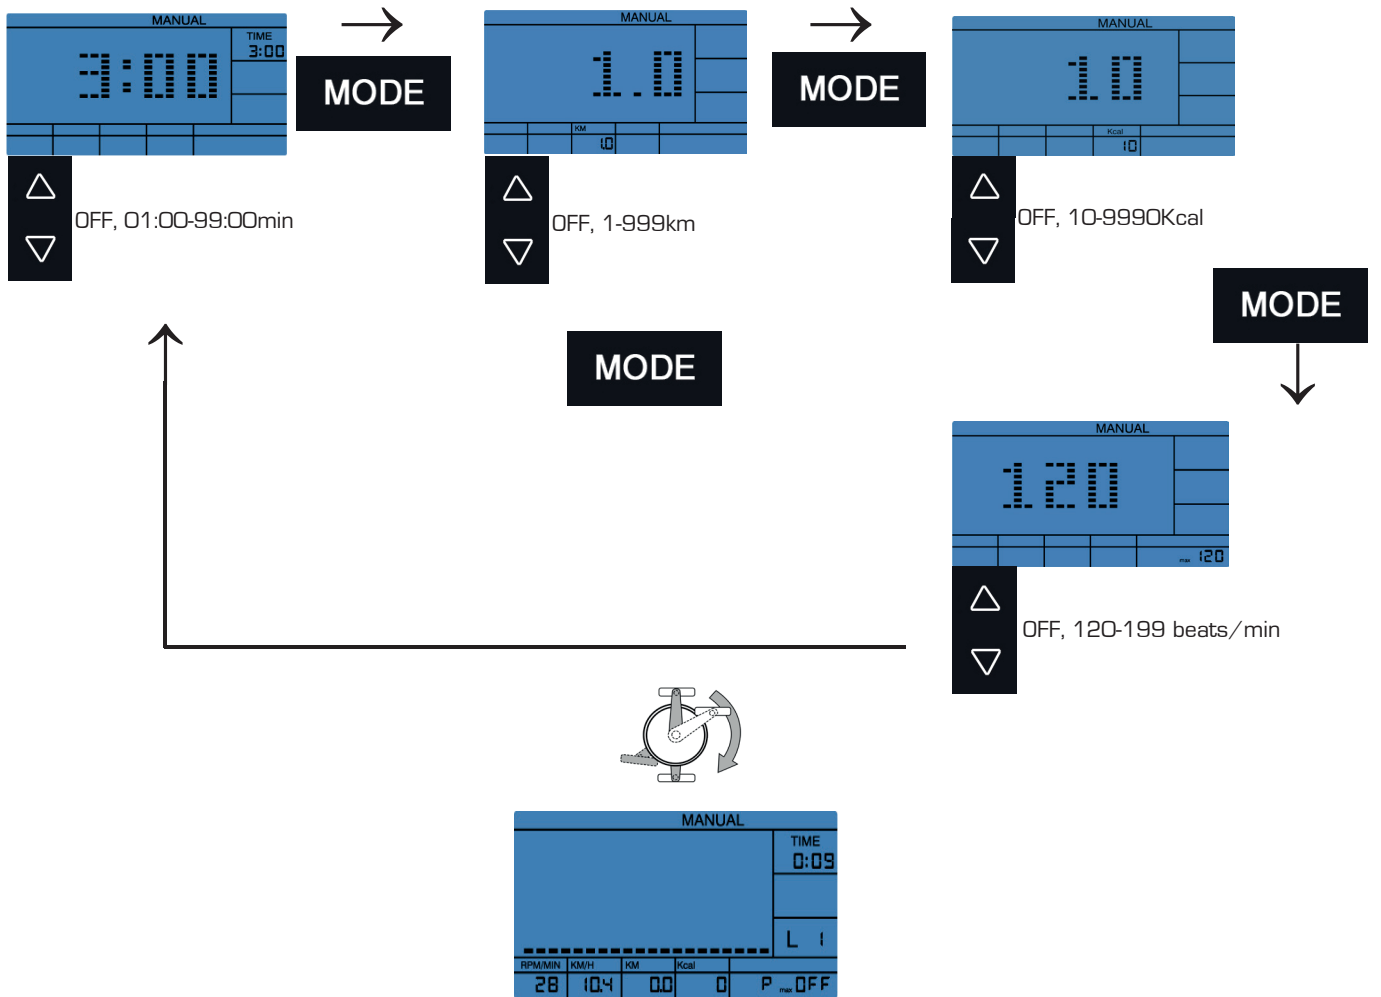 MANUAL
TIME
3:00
3:00
MODE
OFF, 01:00-99:00min
MANUAL
1.0
KM
1.0
MODE
OFF, 1-999km
MANUAL
10
Kcal
10
OFF, 10-9990Kcal
MODE
MODE
MANUAL
120
max 120
OFF, 120-199 beats/min
MANUAL
TIME
0:09
L 1
RPM/MIN KM/H KM Kcal
28 10.4 0.0 0 P max OFF